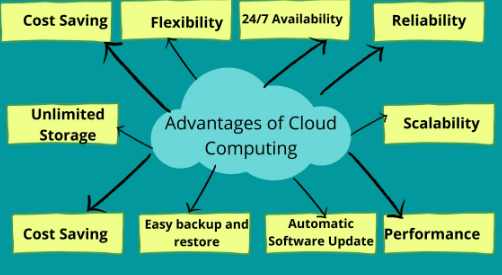 Cost Saving
Flexibility
24/7 Availability
Reliability
Unlimited
Storage
Advantages of Cloud
Computing
Scalability
Cost Saving
Easy backup and
restore
Automatic
Software Update
Performance